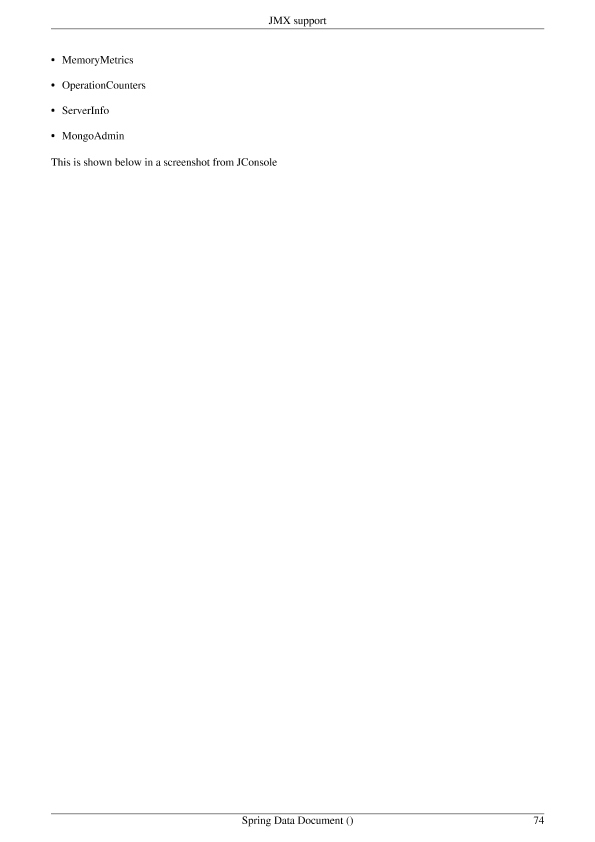 JMX support
• MemoryMetrics
• OperationCounters
• ServerInfo
• MongoAdmin
This is shown below in a screenshot from JConsole
Spring Data Document () 74